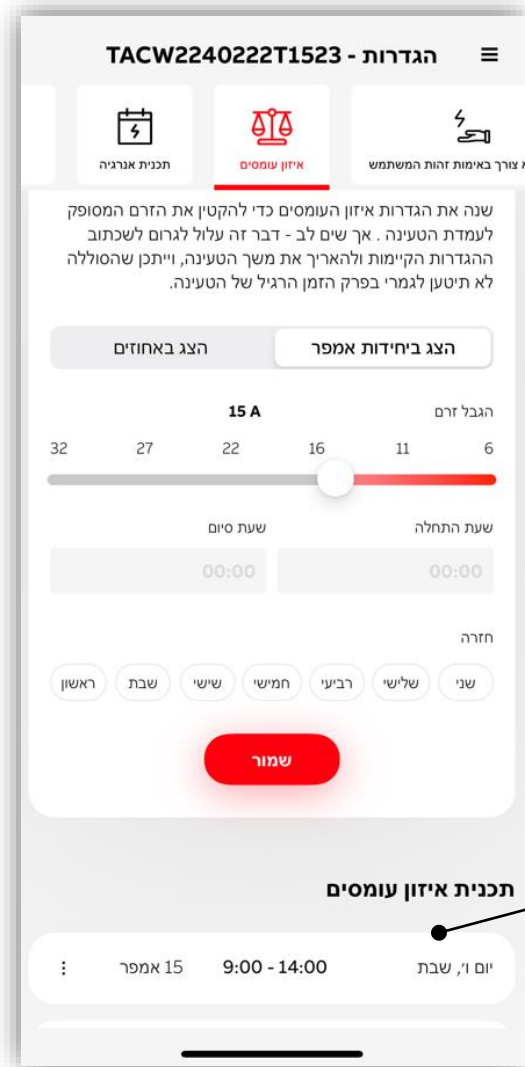 הגדרות - TACW2240222T1523
צורך באימות זהות המשתמש
איזון עומסים
תכנית אנרגיה
שנה את הגדרות איזון העומסים כדי להקטין את הזרם המסופק
לעמדת הטעינה . אך שים לב - דבר זה עלול לגרום לשכתוב
ההגדרות הקיימות ולהאריך את משך הטעינה, וייתכן שהסוללה
לא תיטען לגמרי בפרק הזמן הרגיל של הטעינה.
הצג ביחידות אמפר
הצג באחוזים
הגבל זרם 15 A
6 11 16 22 27 32
שעת התחלה שעת סיום
00:00 00:00
חזרה
שני שלישי רביעי חמישי שישי שבת ראשון
שמור
תכנית איזון עומסים
יום ו', שבת 9:00 - 14:00 15 אמפר